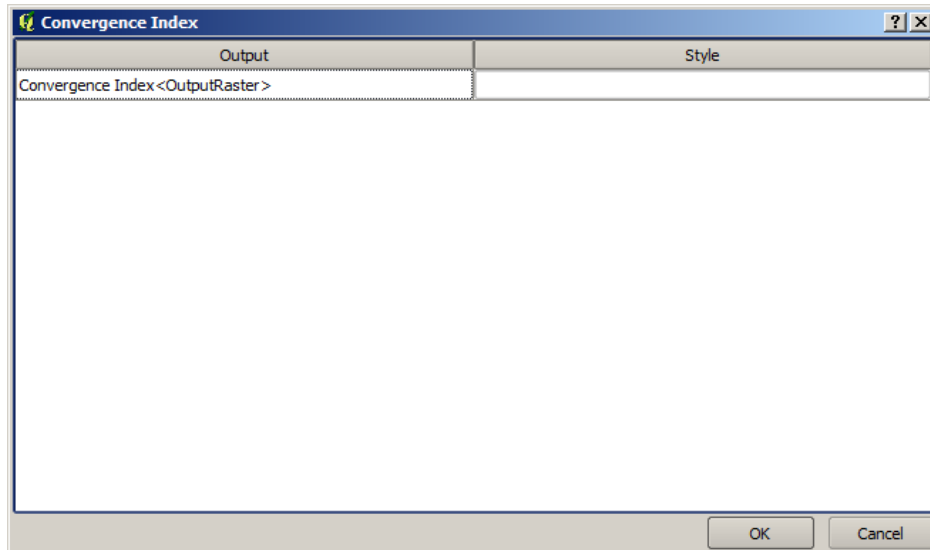 Convergence Index
Output Style
Convergence Index<OutputRaster>
OK Cancel